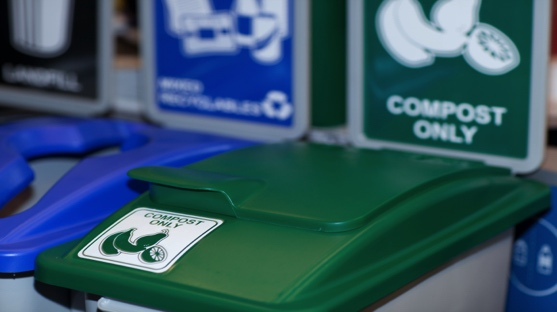 LANDFILL
MIXED
RECYCLABLES
COMPOST
ONLY
COMPOST
ONLY